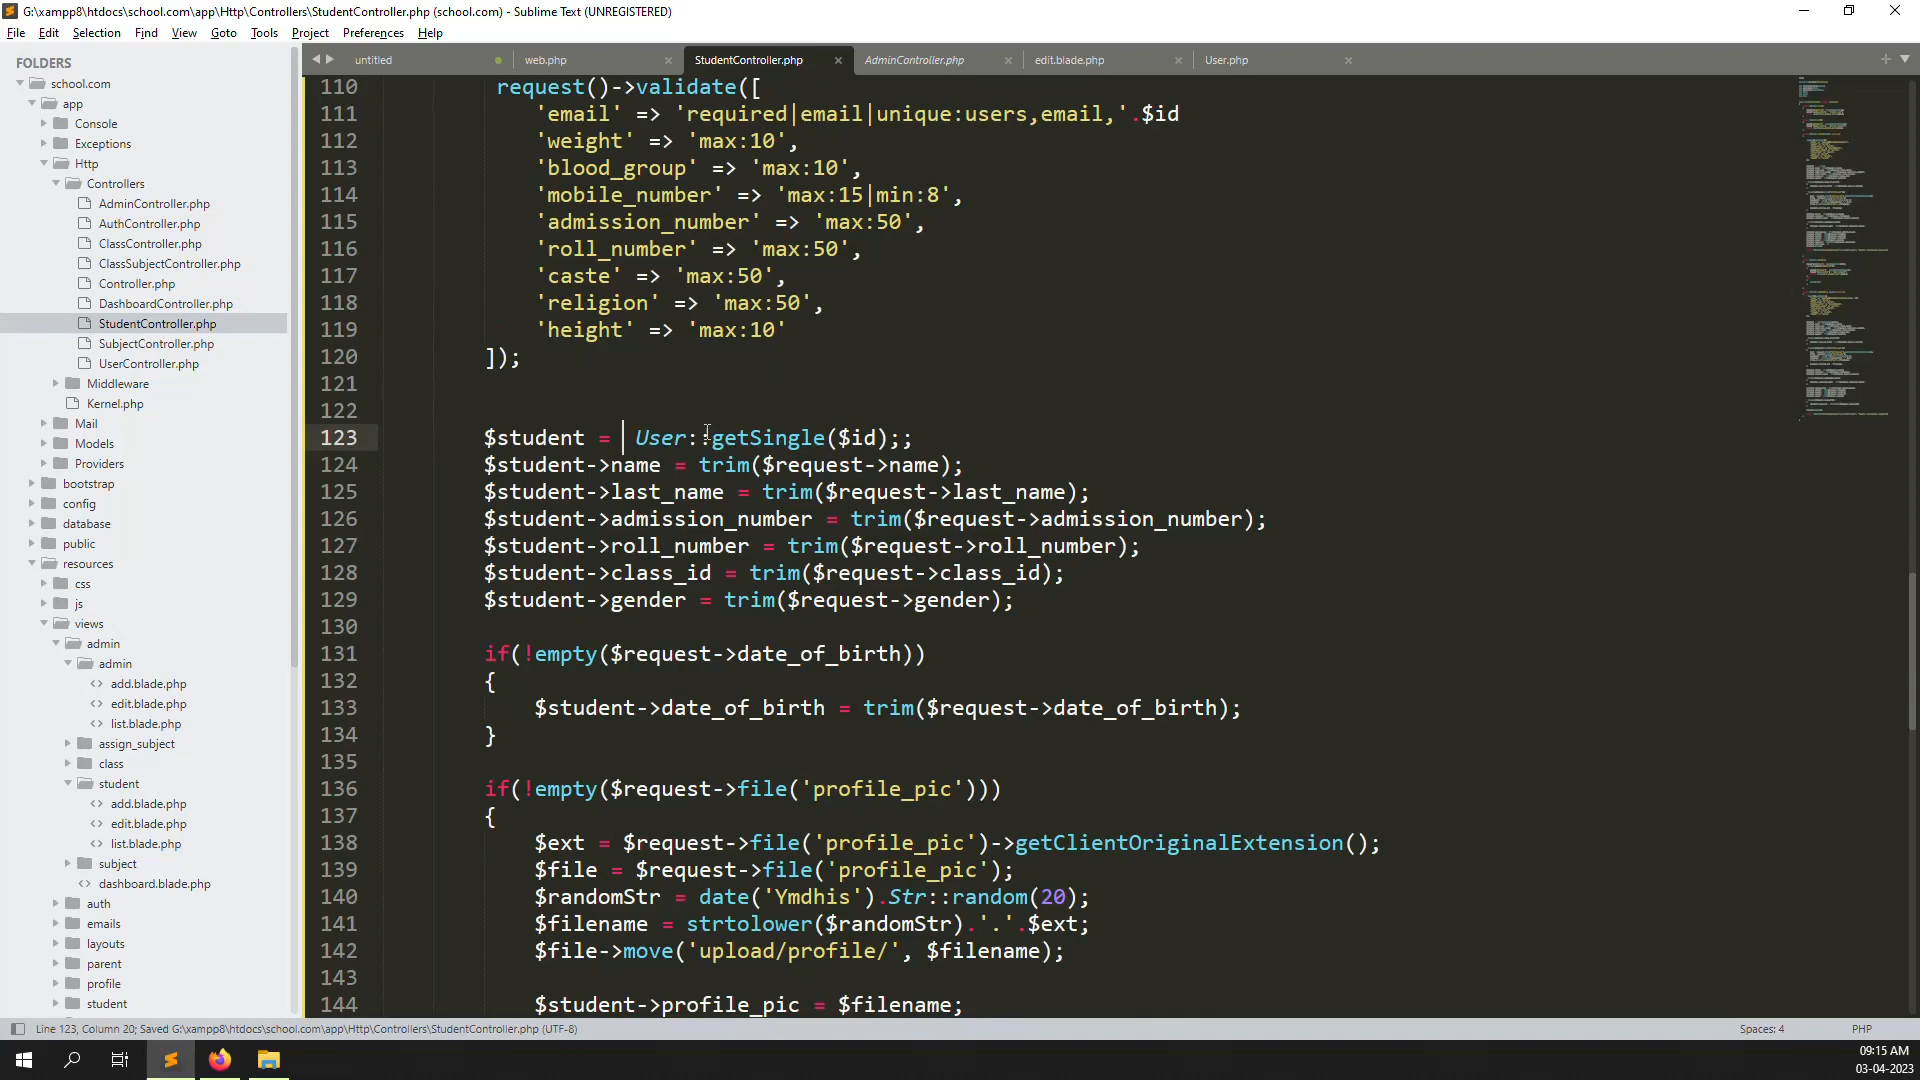 G:\xampp8\htdocs\school.com\app\Http\Controllers\StudentController.php (school.com) - Sublime Text (UNREGISTERED)
File Edit Selection Find View Goto Tools Project Preferences Help
FOLDERS
school.com
app
Console
Exceptions
Http
Controllers
AdminController.php
AuthController.php
ClassController.php
ClassSubjectController.php
Controller.php
DashboardController.php
StudentController.php
SubjectController.php
UserController.php
Middleware
Kernel.php
Mail
Models
Providers
bootstrap
config
database
public
resources
css
js
views
admin
admin
add.blade.php
edit.blade.php
list.blade.php
assign_subject
class
student
add.blade.php
edit.blade.php
list.blade.php
subject
dashboard.blade.php
auth
emails
layouts
parent
profile
student
untitled web.php StudentController.php AdminController.php edit.blade.php User.php
110 request()->validate([
111 'email' => 'required|email|unique:users,email,'.$id
112 'weight' => 'max:10',
113 'blood_group' => 'max:10',
114 'mobile_number' => 'max:15|min:8',
115 'admission_number' => 'max:50',
116 'roll_number' => 'max:50',
117 'caste' => 'max:50',
118 'religion' => 'max:50',
119 'height' => 'max:10'
120 ]);
121
122
123 $student = User::getSingle($id);;
124 $student->name = trim($request->name);
125 $student->last_name = trim($request->last_name);
126 $student->admission_number = trim($request->admission_number);
127 $student->roll_number = trim($request->roll_number);
128 $student->class_id = trim($request->class_id);
129 $student->gender = trim($request->gender);
130
131 if(!empty($request->date_of_birth))
132 {
133 $student->date_of_birth = trim($request->date_of_birth);
134 }
135
136 if(!empty($request->file('profile_pic')))
137 {
138 $ext = $request->file('profile_pic')->getClientOriginalExtension();
139 $file = $request->file('profile_pic');
140 $randomStr = date('Ymdhis').Str::random(20);
141 $filename = strtolower($randomStr).'.'.$ext;
142 $file->move('upload/profile/', $filename);
143
144 $student->profile_pic = $filename;
Line 123, Column 20; Saved G:\xampp8\htdocs\school.com\app\Http\Controllers\StudentController.php (UTF-8)
Spaces: 4 PHP
09:15 AM
03-04-2023